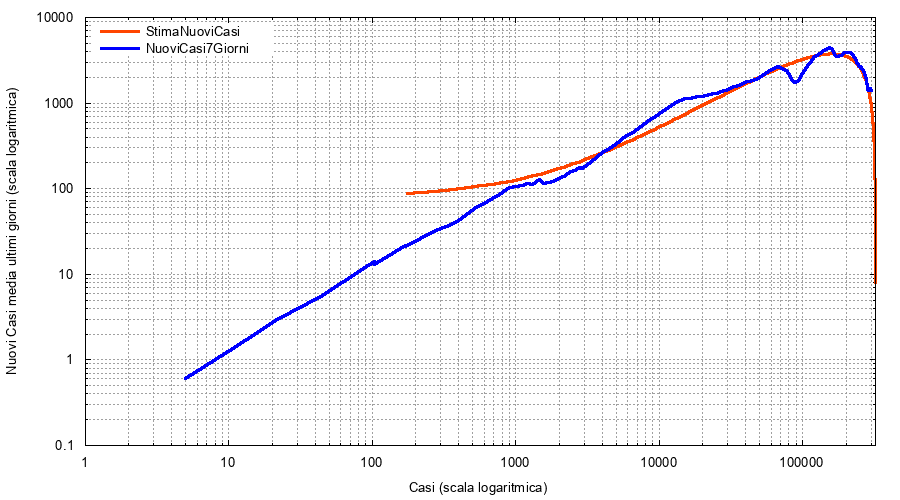 StimaNuoviCasi
NuoviCasi7Giorni
10000
1000
100
10
1
0.1
Nuovi Casi media ultimi giorni (scala logaritmica)
1 10 100 1000 10000 100000
Casi (scala logaritmica)